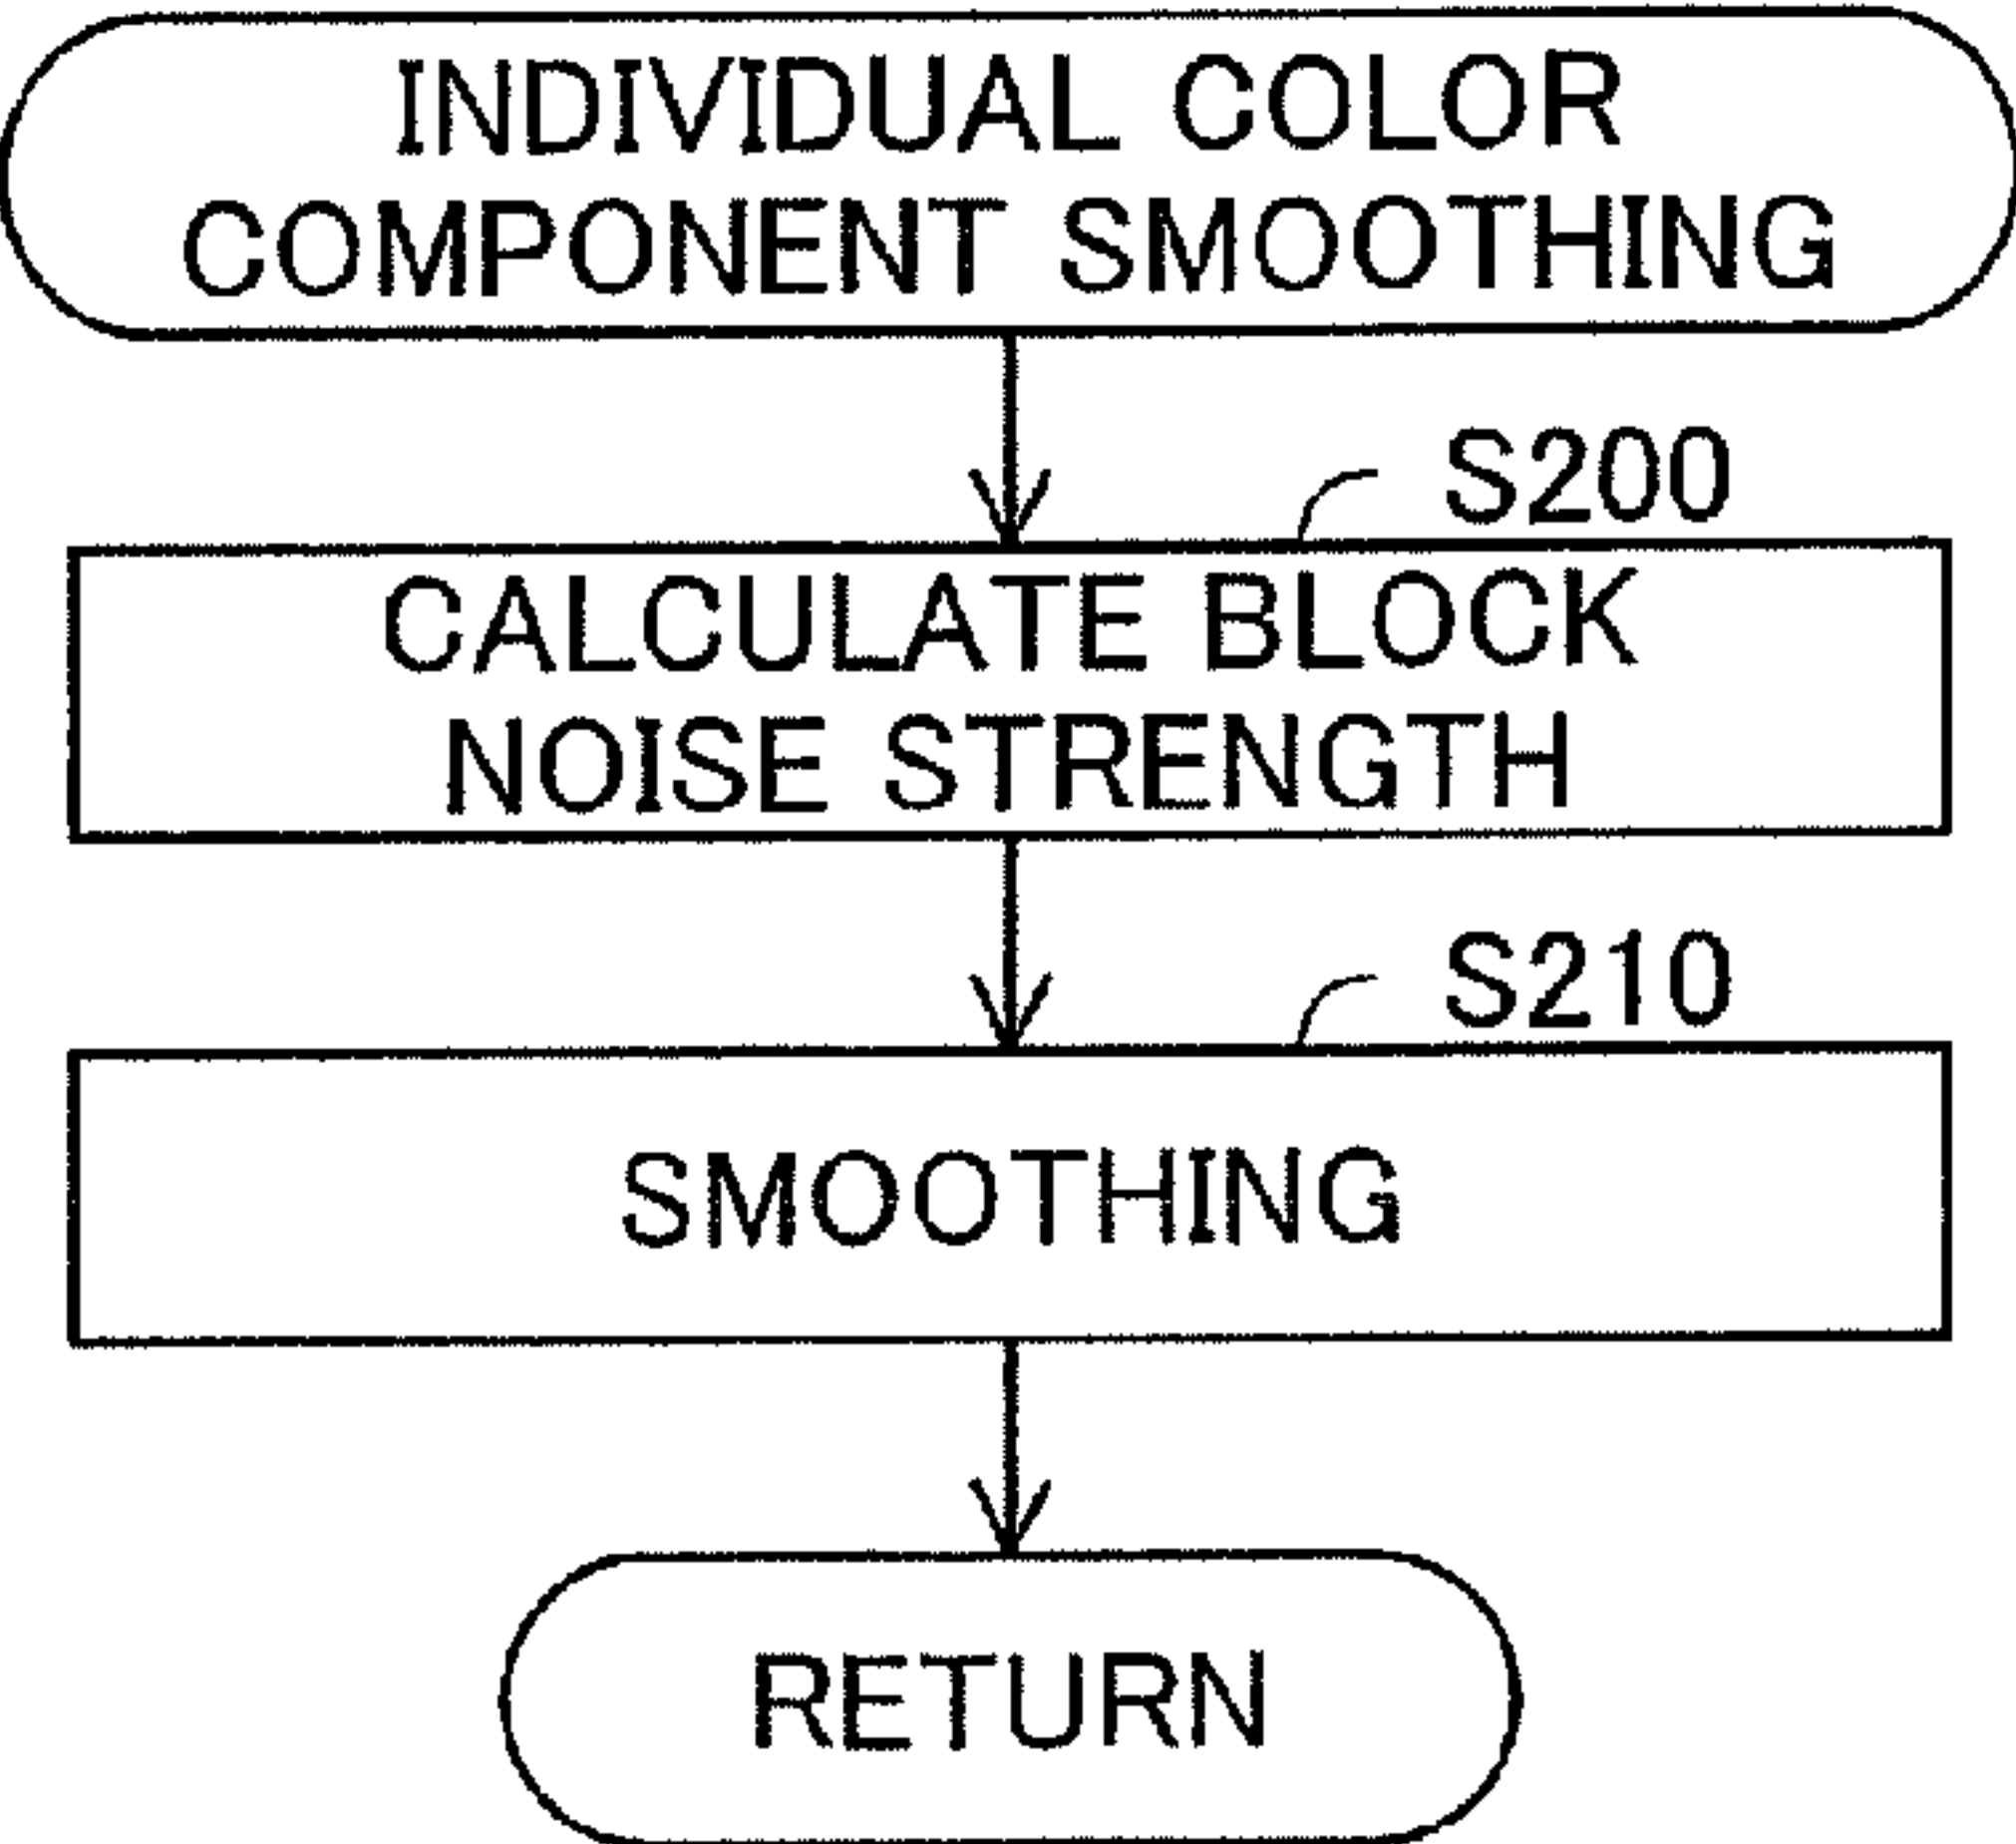 INDIVIDUAL COLOR
COMPONENT SMOOTHING
S200
CALCULATE BLOCK
NOISE STRENGTH
S210
SMOOTHING
RETURN